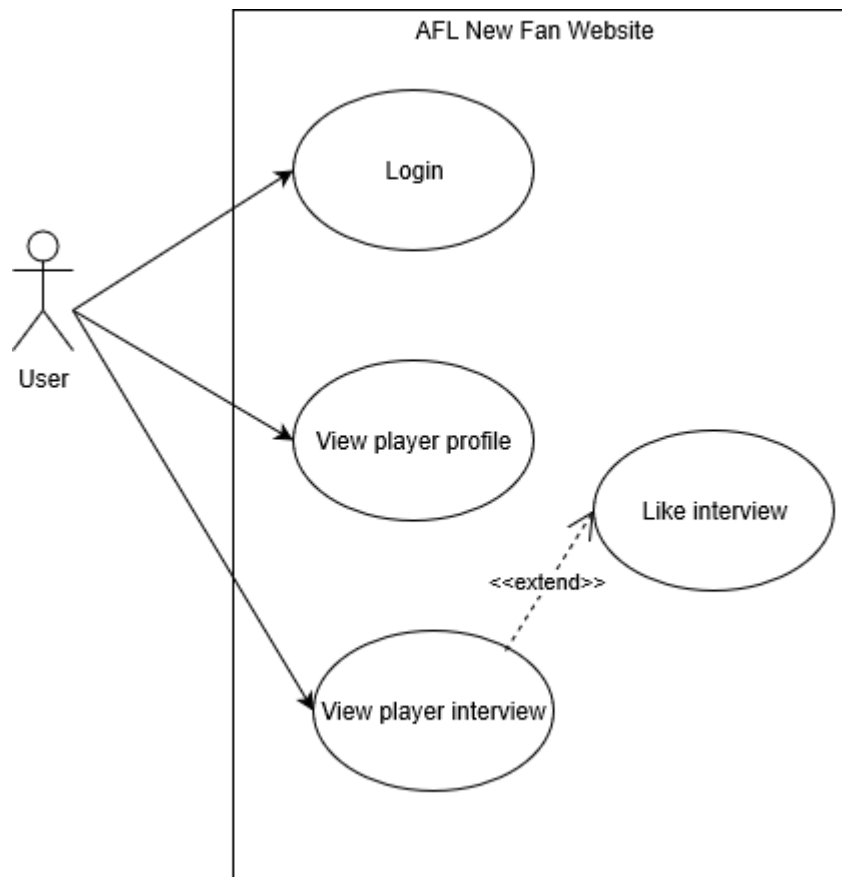 AFL New Fan Website
Login
User
View player profile
Like interview
<<extend>>
View player interview